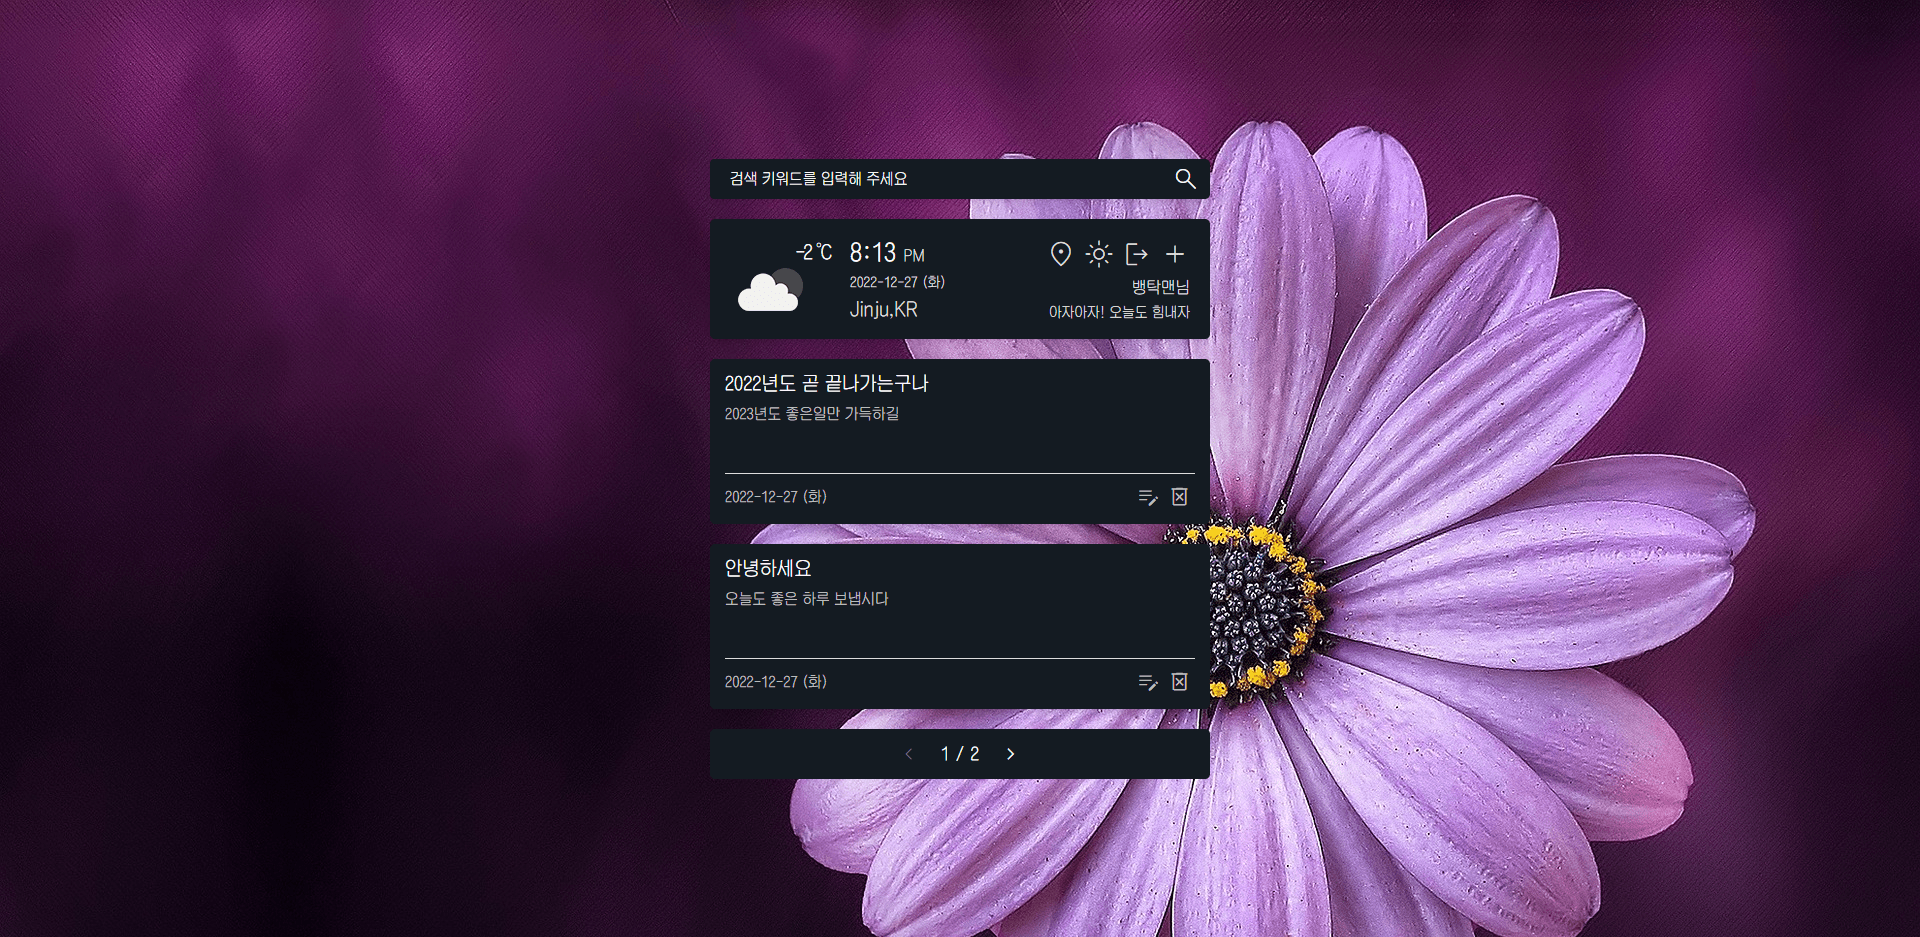 검색 키워드를 입력해 주세요
-2℃
8:13 PM
2022-12-27 (화)
Jinju,KR
뱅탁맨님
아자아자! 오늘도 힘내자
2022년도 곧 끝나가는구나
2023년도 좋은일만 가득하길
2022-12-27 (화)
안녕하세요
오늘도 좋은 하루 보냅시다
2022-12-27 (화)
1 / 2